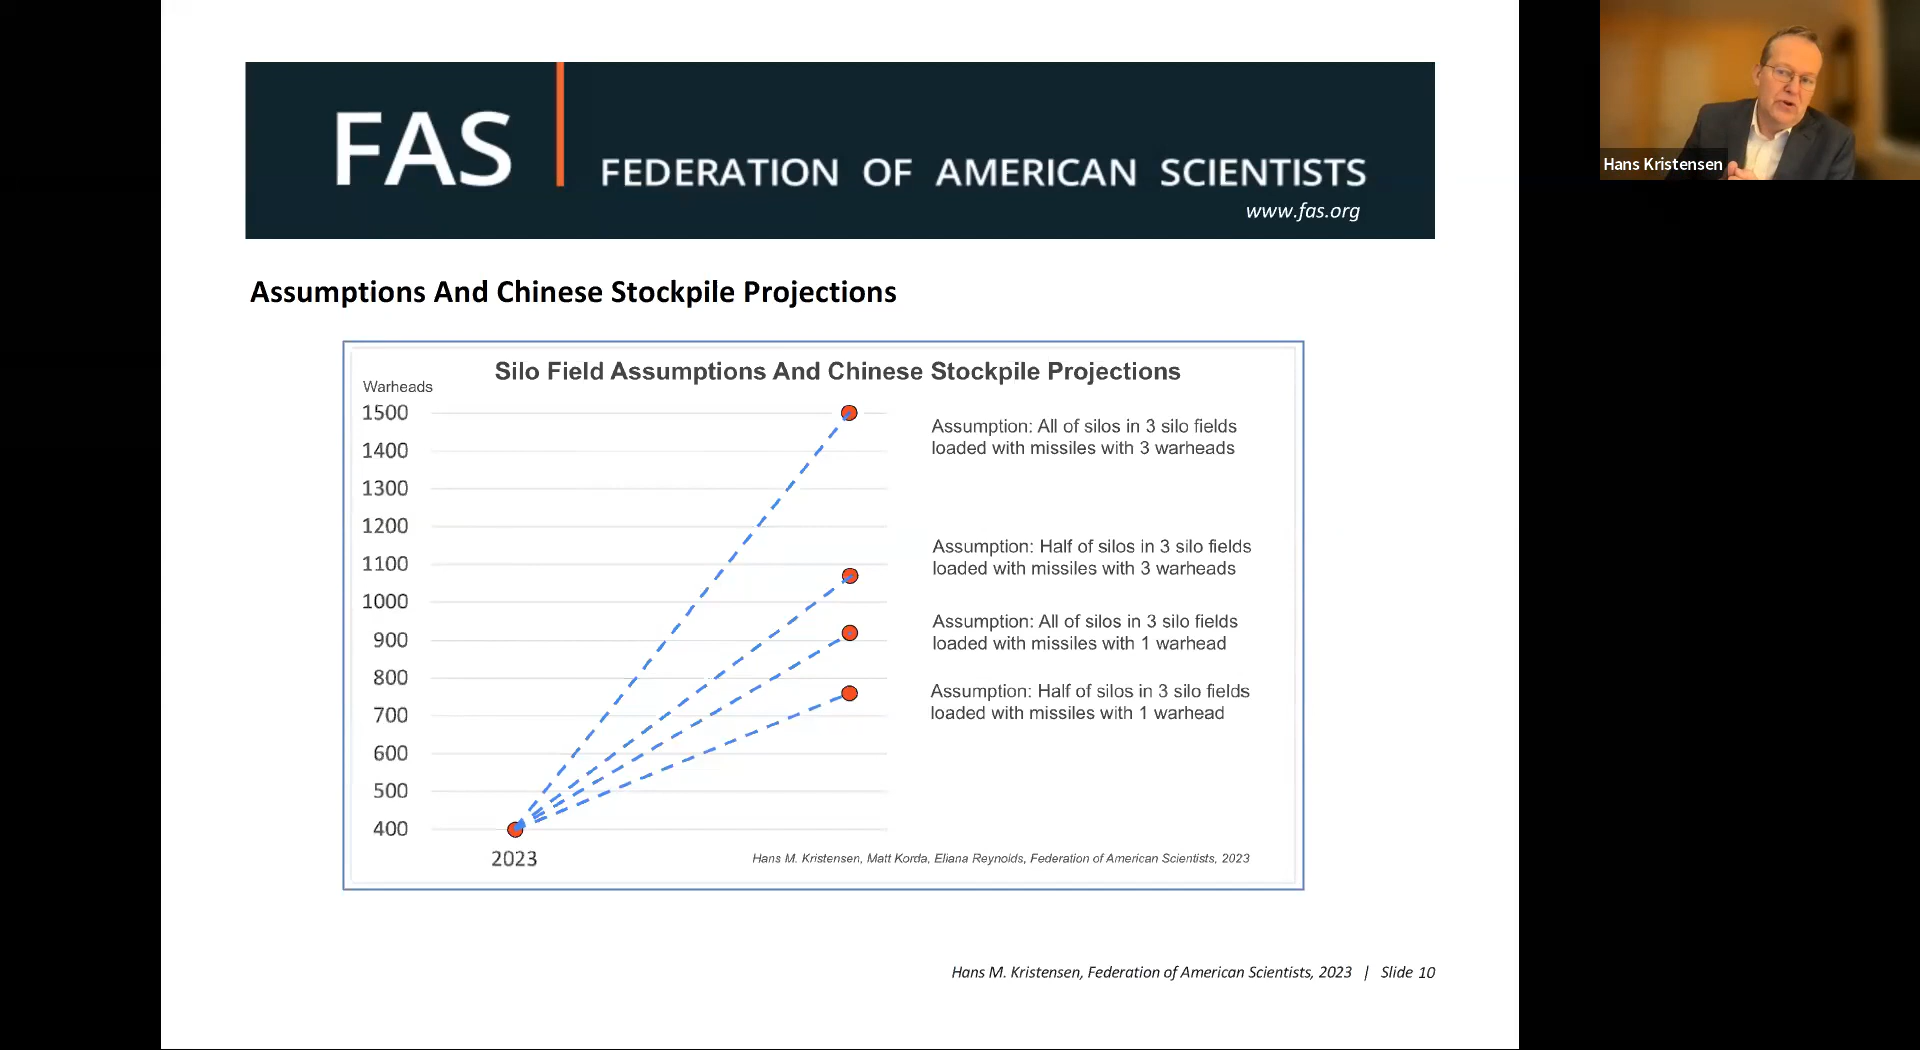 FAS
FEDERATION OF AMERICAN SCIENTISTS
www.fas.org
Hans Kristensen
Assumptions And Chinese Stockpile Projections
Silo Field Assumptions And Chinese Stockpile Projections
Warheads
1500
1400
1300
1200
1100
1000
900
800
700
600
500
400
2023
Assumption: All of silos in 3 silo fields
loaded with missiles with 3 warheads
Assumption: Half of silos in 3 silo fields
loaded with missiles with 3 warheads
Assumption: All of silos in 3 silo fields
loaded with missiles with 1 warhead
Assumption: Half of silos in 3 silo fields
loaded with missiles with 1 warhead
Hans M. Kristensen, Matt Korda, Eliana Reynolds, Federation of American Scientists, 2023
Hans M. Kristensen, Federation of American Scientists, 2023 | Slide 10